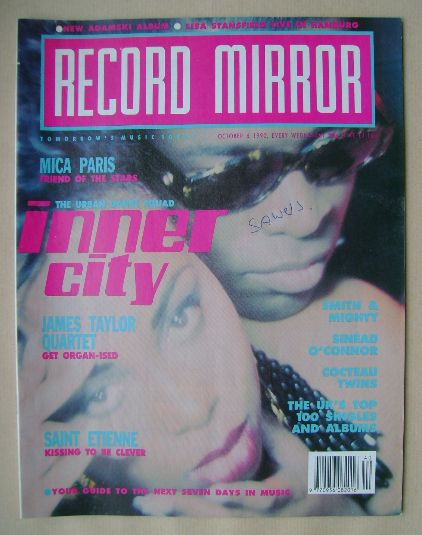 NEW ADAMSKI ALBUM • LISA STANSFIELD LIVE IN HAMBURG
RECORD MIRROR
TOMORROW'S MUSIC TODAY
OCTOBER 6 1990, EVERY WEDNESDAY
MICA PARIS
FRIEND OF THE STARS
THE URBAN DANCE SQUAD
inner
city
JAMES TAYLOR
QUARTET
GET ORGAN-ISED
SAINT ETIENNE
KISSING TO BE CLEVER
SMITH &
MIGHTY
SINEAD
O'CONNOR
COCTEAU
TWINS
THE UK'S TOP
100 SINGLES
AND ALBUMS
• YOUR GUIDE TO THE NEXT SEVEN DAYS IN MUSIC